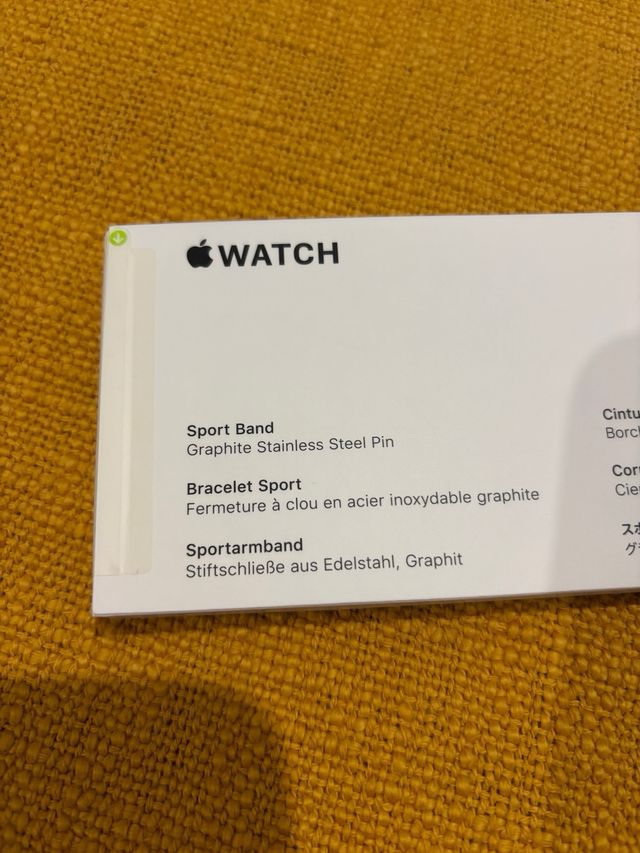 WATCH
Sport Band
Graphite Stainless Steel Pin
Bracelet Sport
Fermeture à clou en acier inoxydable graphite
Sportarmband
Stiftschließe aus Edelstahl, Graphit